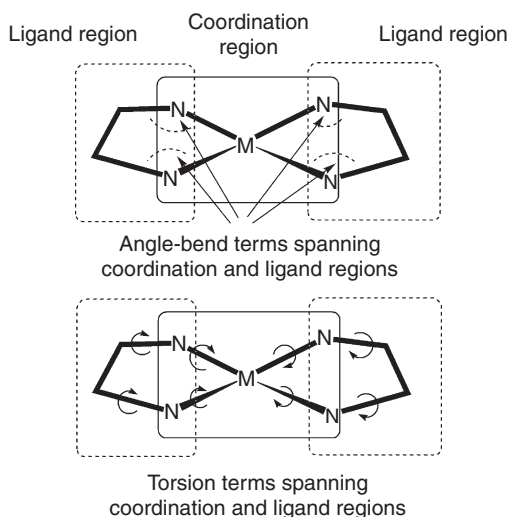 Ligand region
Coordination
region
Ligand region
N
N
M
N
N
Angle-bend terms spanning
coordination and ligand regions
N
N
M
N
N
Torsion terms spanning
coordination and ligand regions